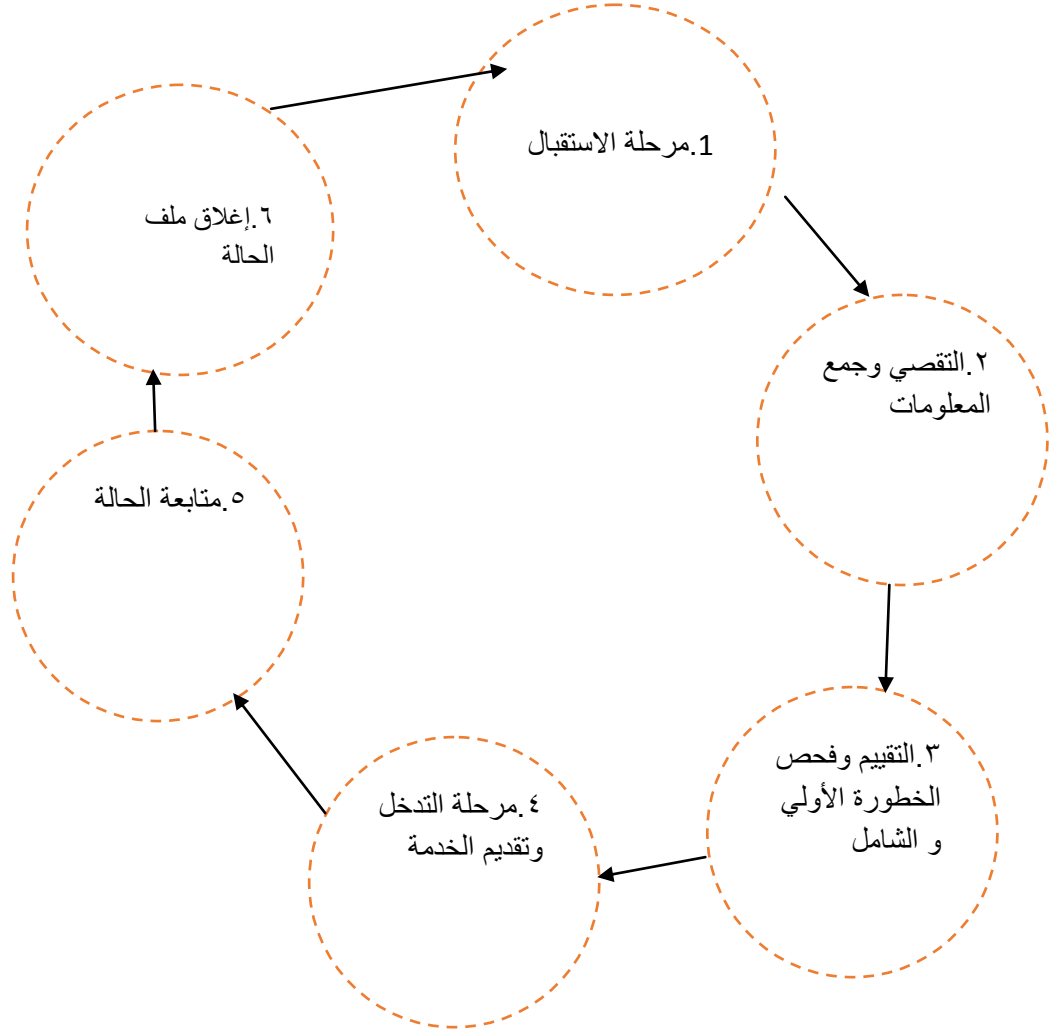 1.مرحلة الاستقبال
٢.التقصي وجمع
المعلومات
٣.التقييم وفحص
الخطورة الأولي
و الشامل
٤.مرحلة التدخل
وتقديم الخدمة
٥.متابعة الحالة
٦.إغلاق ملف
الحالة